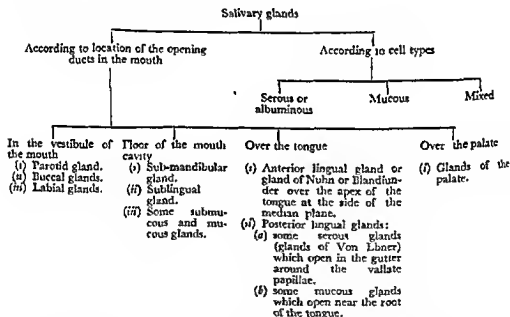 Salivary glands
According to location of the opening
ducts in the mouth
According to cell types
Serous or
albuminous
Mucous
Mixed
In the vestibule of
the mouth
(i) Parotid gland.
(ii) Buccal glands.
(iii) Labial glands.
Floor of the mouth
cavity
(i) Sub-mandibular
gland.
(ii) Sublingual
gland.
(iii) Some submu-
cous and mu-
cous glands.
Over the tongue
(i) Anterior lingual gland or
gland of Nuhn or Blandfun-
der over the apex of the
tongue at the side of the
median plane.
(ii) Posterior lingual glands:
(a) some serous glands
(glands of Von Ebner)
which open in the gutter
around the vallate
papillae.
(b) some mucous glands
which open near the root
of the tongue.
Over the palate
(i) Glands of the
palate.